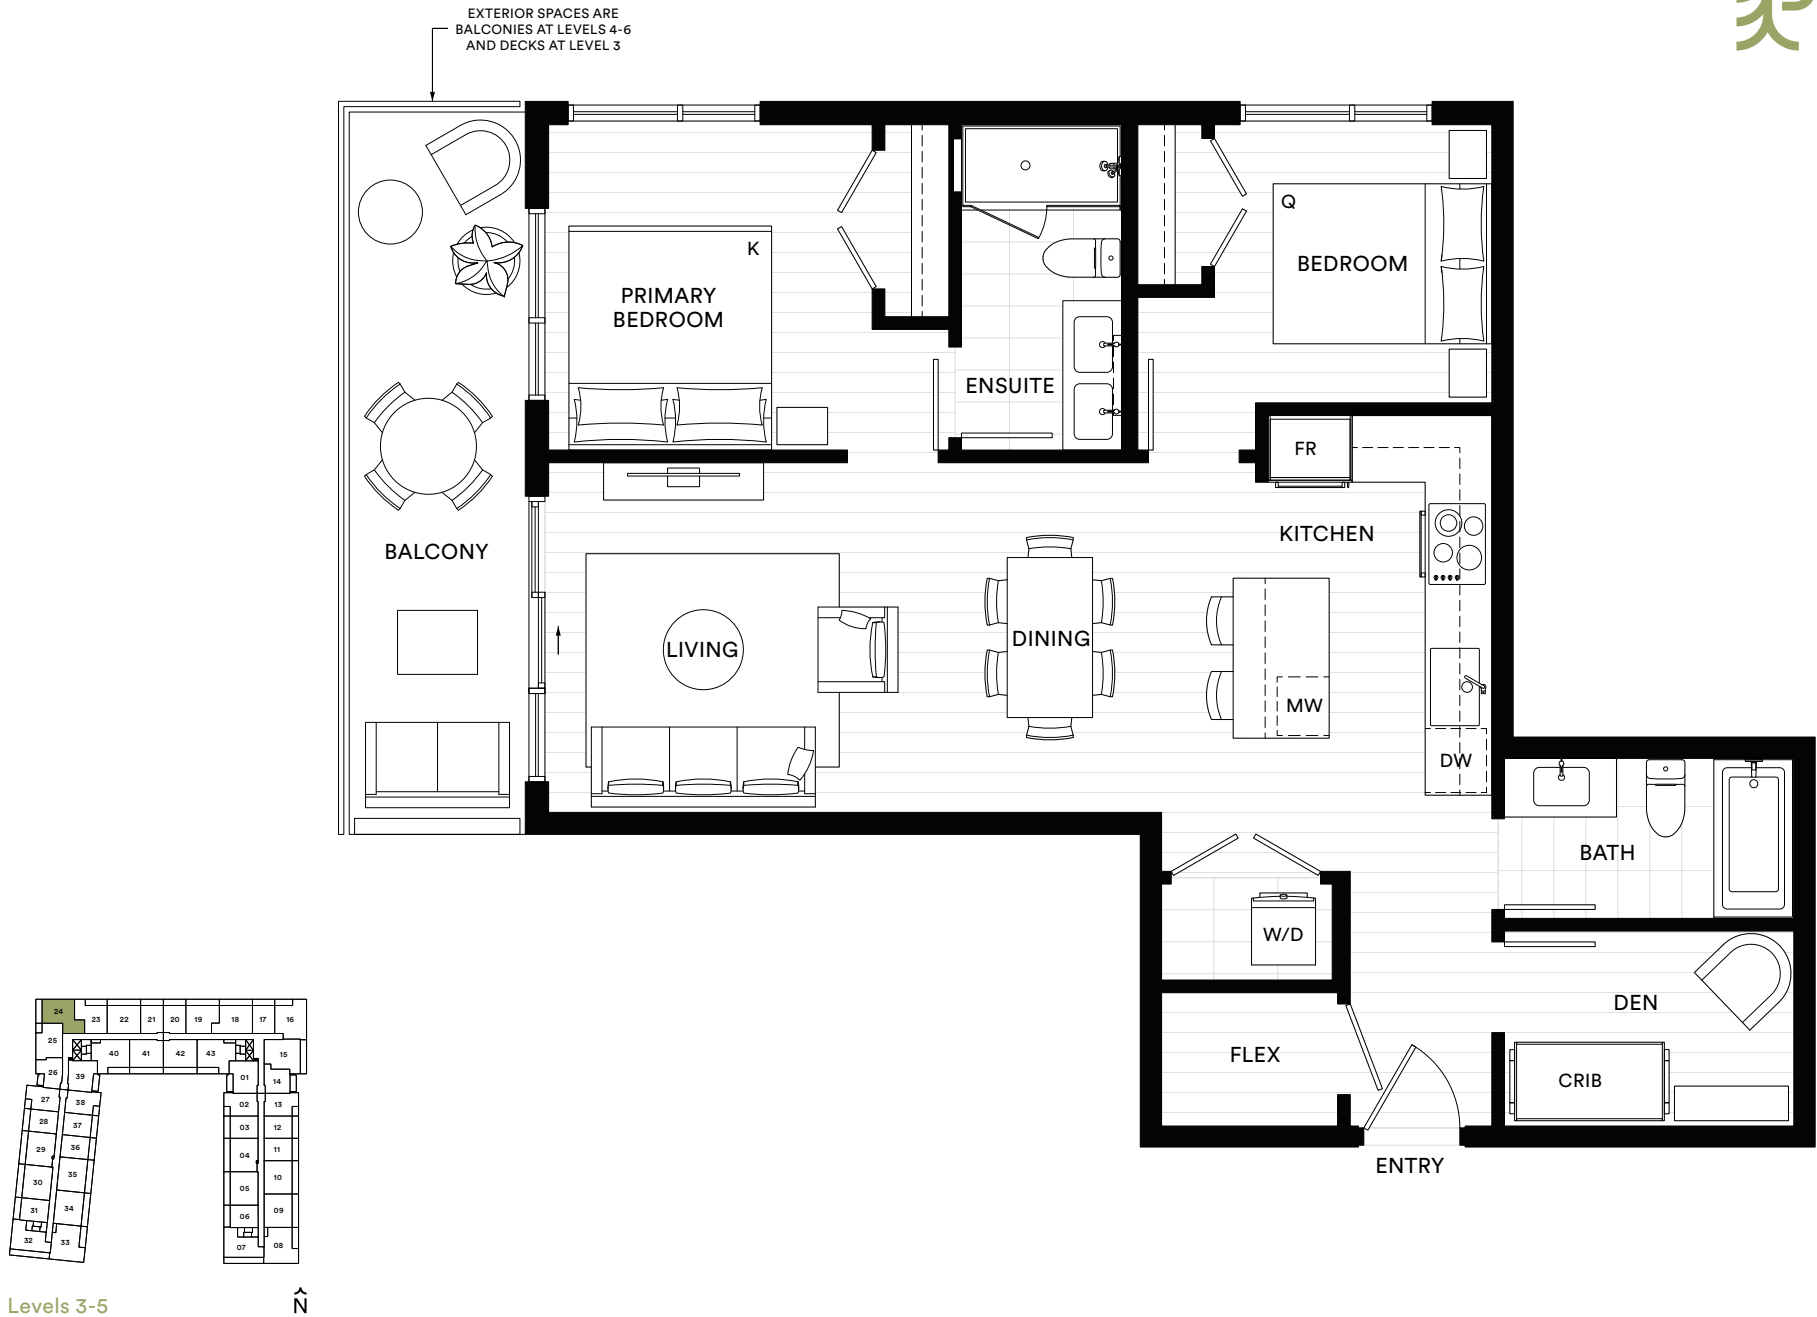 EXTERIOR SPACES ARE
BALCONIES AT LEVELS 4-6
AND DECKS AT LEVEL 3
K
PRIMARY
BEDROOM
ENSUITE
Q
BEDROOM
FR
KITCHEN
BALCONY
LIVING
DINING
MW
DW
BATH
W/D
DEN
FLEX
CRIB
ENTRY
24
23
22
21
20
19
18
17
16
25
40
41
42
43
15
26
39
01
14
27
38
02
13
28
37
03
12
29
36
04
11
30
35
05
10
31
34
06
09
32
33
07
08
Levels 3-5
N